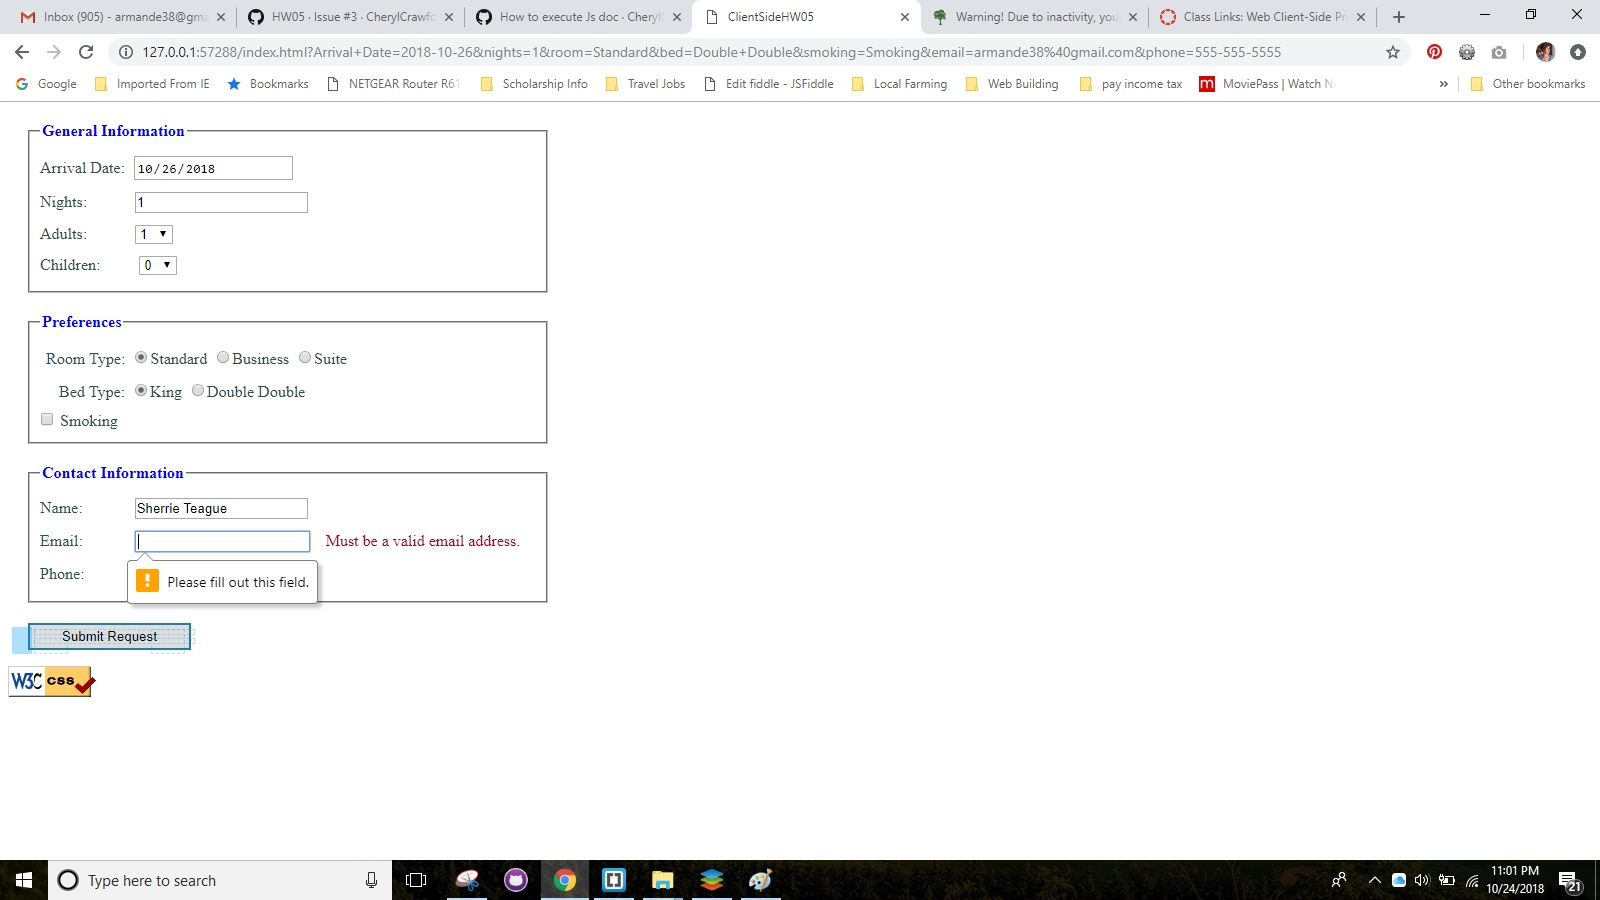 Inbox (905) - armande38@gma
HW05 · Issue #3 · CherylCrawfo
How to execute Js doc · Cheryl
ClientSideHW05
Warning! Due to inactivity, you
Class Links: Web Client-Side Pr
127.0.0.1:57288/index.html?Arrival+Date=2018-10-26&nights=1&room=Standard&bed=Double+Double&smoking=Smoking&email=armande38%40gmail.com&phone=555-555-5555
Google
Imported From IE
Bookmarks
NETGEAR Router R61
Scholarship Info
Travel Jobs
Edit fiddle - JSFiddle
Local Farming
Web Building
pay income tax
m
MoviePass | Watch N
»
Other bookmarks
General Information
Arrival Date: 10/26/2018
Nights: 1
Adults: 1
Children: 0
Preferences
Room Type: Standard Business Suite
Bed Type: King Double Double
Smoking
Contact Information
Name: Sherrie Teague
Email: Must be a valid email address.
Phone:
Please fill out this field.
Submit Request
W3C css
Type here to search
11:01 PM
10/24/2018
21